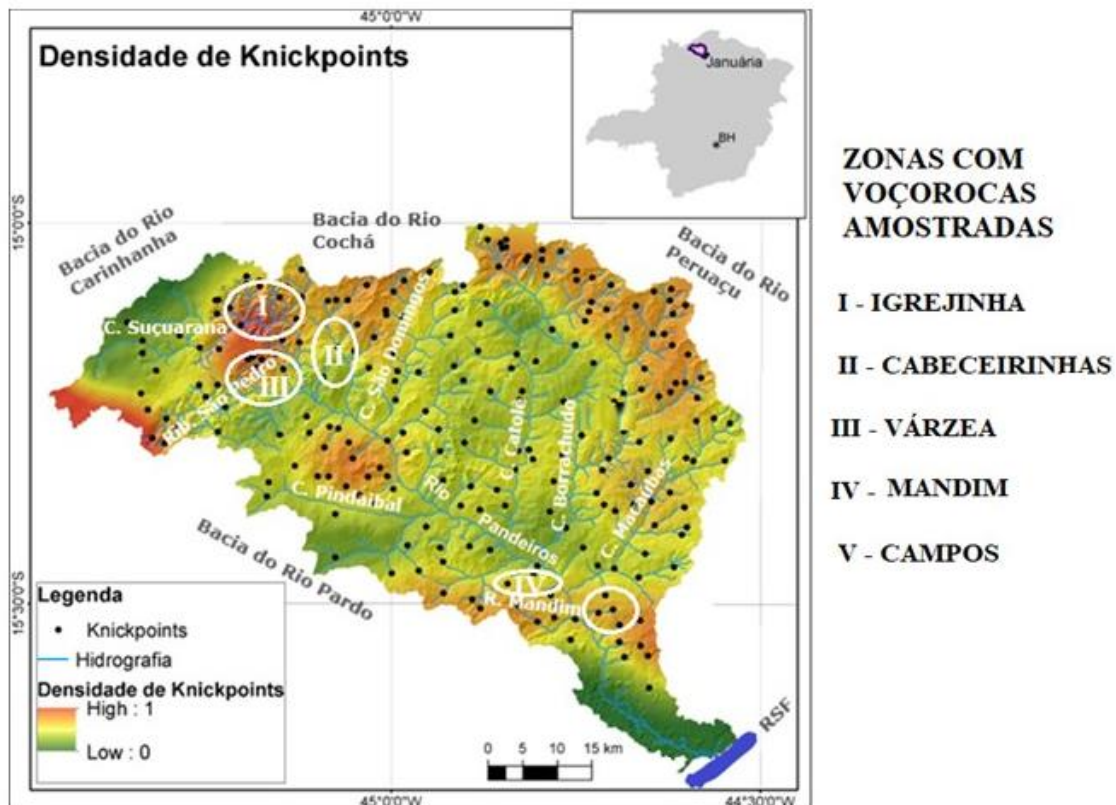 45°0'0"W
Densidade de Knickpoints
Januária
BH
15°0'0"S
Bacia do Rio
Carinhanha
Bacia do Rio
Cochá
Bacia do Rio
Peruaçu
C. Suçuarana
I
II
III
Rib. São Pedro
C. São Domingos
C. Catolé
C. Borrachudo
C. Macaúbas
C. Pindaibal
Rio
Pandeiros
Bacia do Rio Pardo
IV
R. Mandim
15°30'0"S
Legenda
Knickpoints
Hidrografia
Densidade de Knickpoints
High : 1
Low : 0
RSF
0 5 10 15 km
45°0'0"W
44°30'0"W
ZONAS COM
VOÇOROCAS
AMOSTRADAS
I - IGREJINHA
II - CABECEIRINHAS
III - VÁRZEA
IV - MANDIM
V - CAMPOS